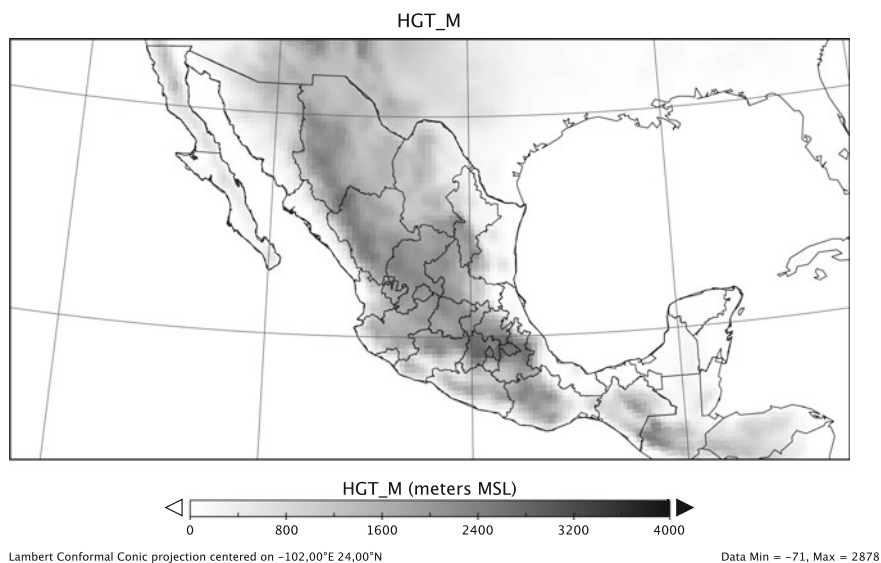 HGT_M
HGT_M (meters MSL)
0 800 1600 2400 3200 4000
Lambert Conformal Conic projection centered on -102,00°E 24,00°N Data Min = -71, Max = 2878